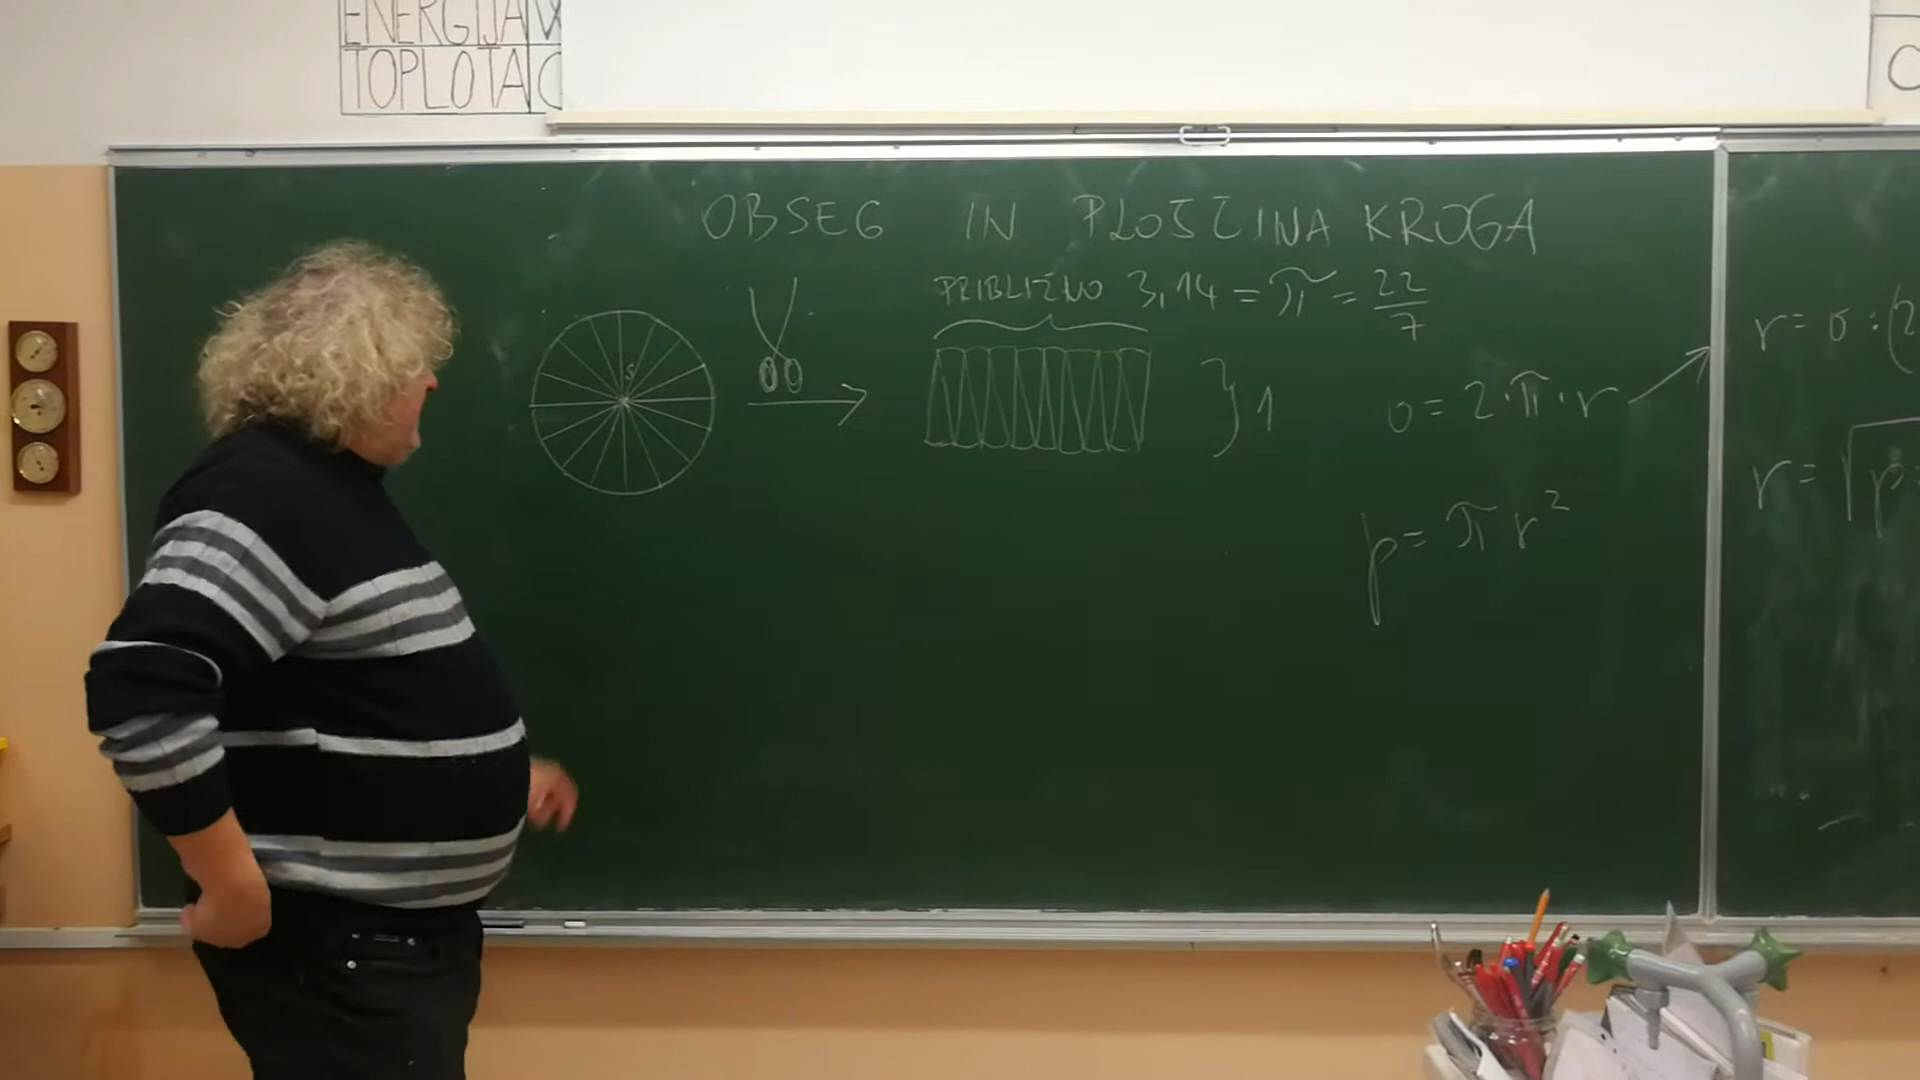 ENERGIJA W
TOPLOTA
OBSEG IN PLOŠČINA KROGA
PRIBLIŽNO 3,14 = π = 22/7
S
} 1
o = 2·π·r
p = π r²
r = o : (2
r = √p